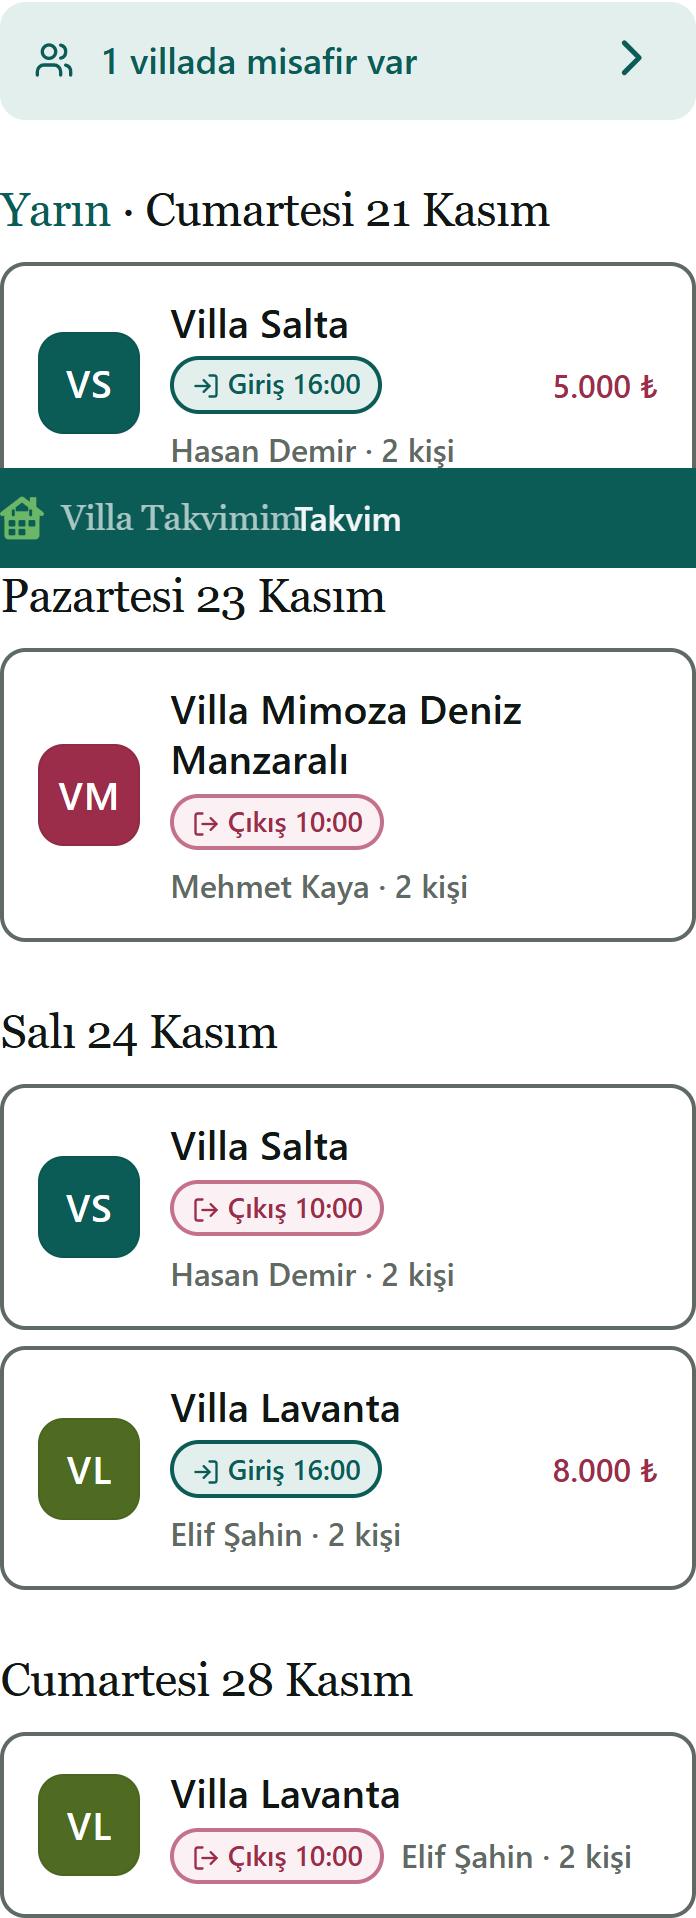 1 villada misafir var
Yarın · Cumartesi 21 Kasım
VS
Villa Salta
Giriş 16:00
5.000 ₺
Hasan Demir · 2 kişi
Villa Takvimim
Takvim
Pazartesi 23 Kasım
VM
Villa Mimoza Deniz
Manzaralı
Çıkış 10:00
Mehmet Kaya · 2 kişi
Salı 24 Kasım
VS
Villa Salta
Çıkış 10:00
Hasan Demir · 2 kişi
VL
Villa Lavanta
Giriş 16:00
8.000 ₺
Elif Şahin · 2 kişi
Cumartesi 28 Kasım
VL
Villa Lavanta
Çıkış 10:00 Elif Şahin · 2 kişi